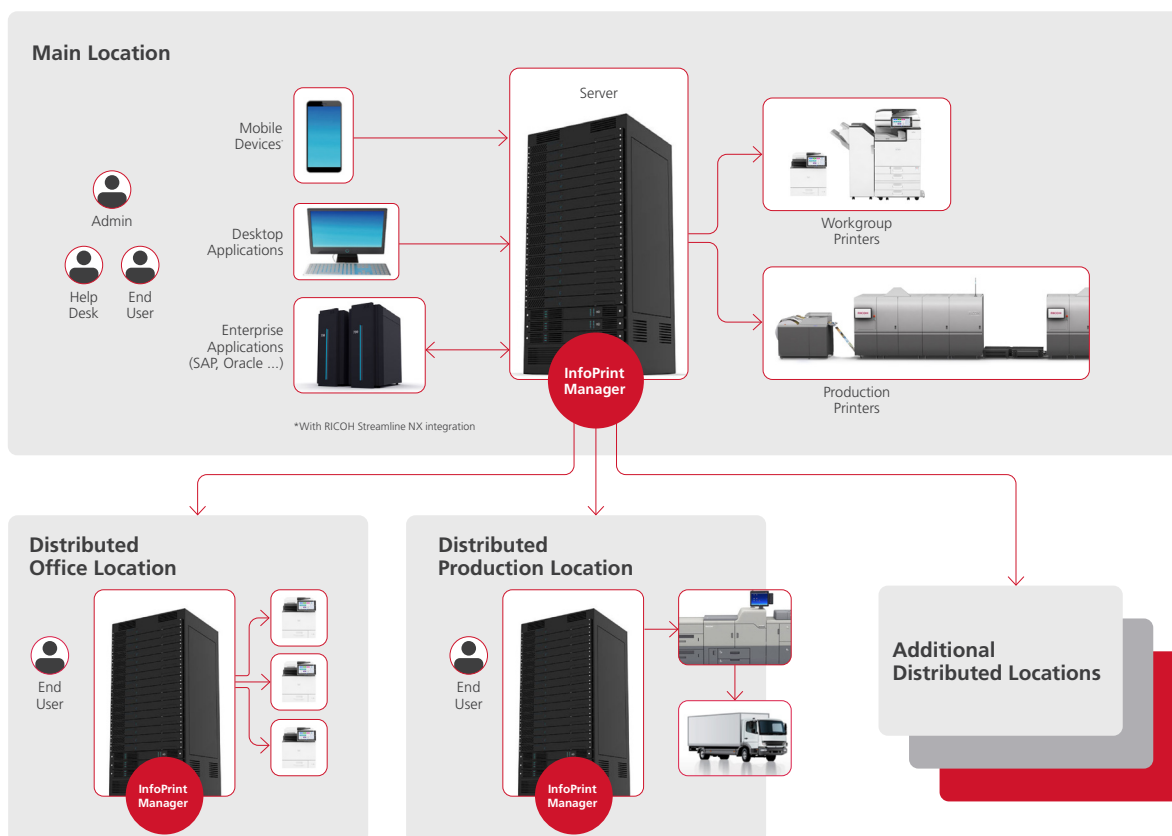 Main Location
Server
Mobile
Devices*
Admin
Desktop
Applications
Workgroup
Printers
Help
Desk
End
User
Enterprise
Applications
(SAP, Oracle ...)
InfoPrint
Manager
Production
Printers
*With RICOH Streamline NX integration
Distributed
Office Location
End
User
InfoPrint
Manager
Distributed
Production Location
End
User
InfoPrint
Manager
Additional
Distributed Locations